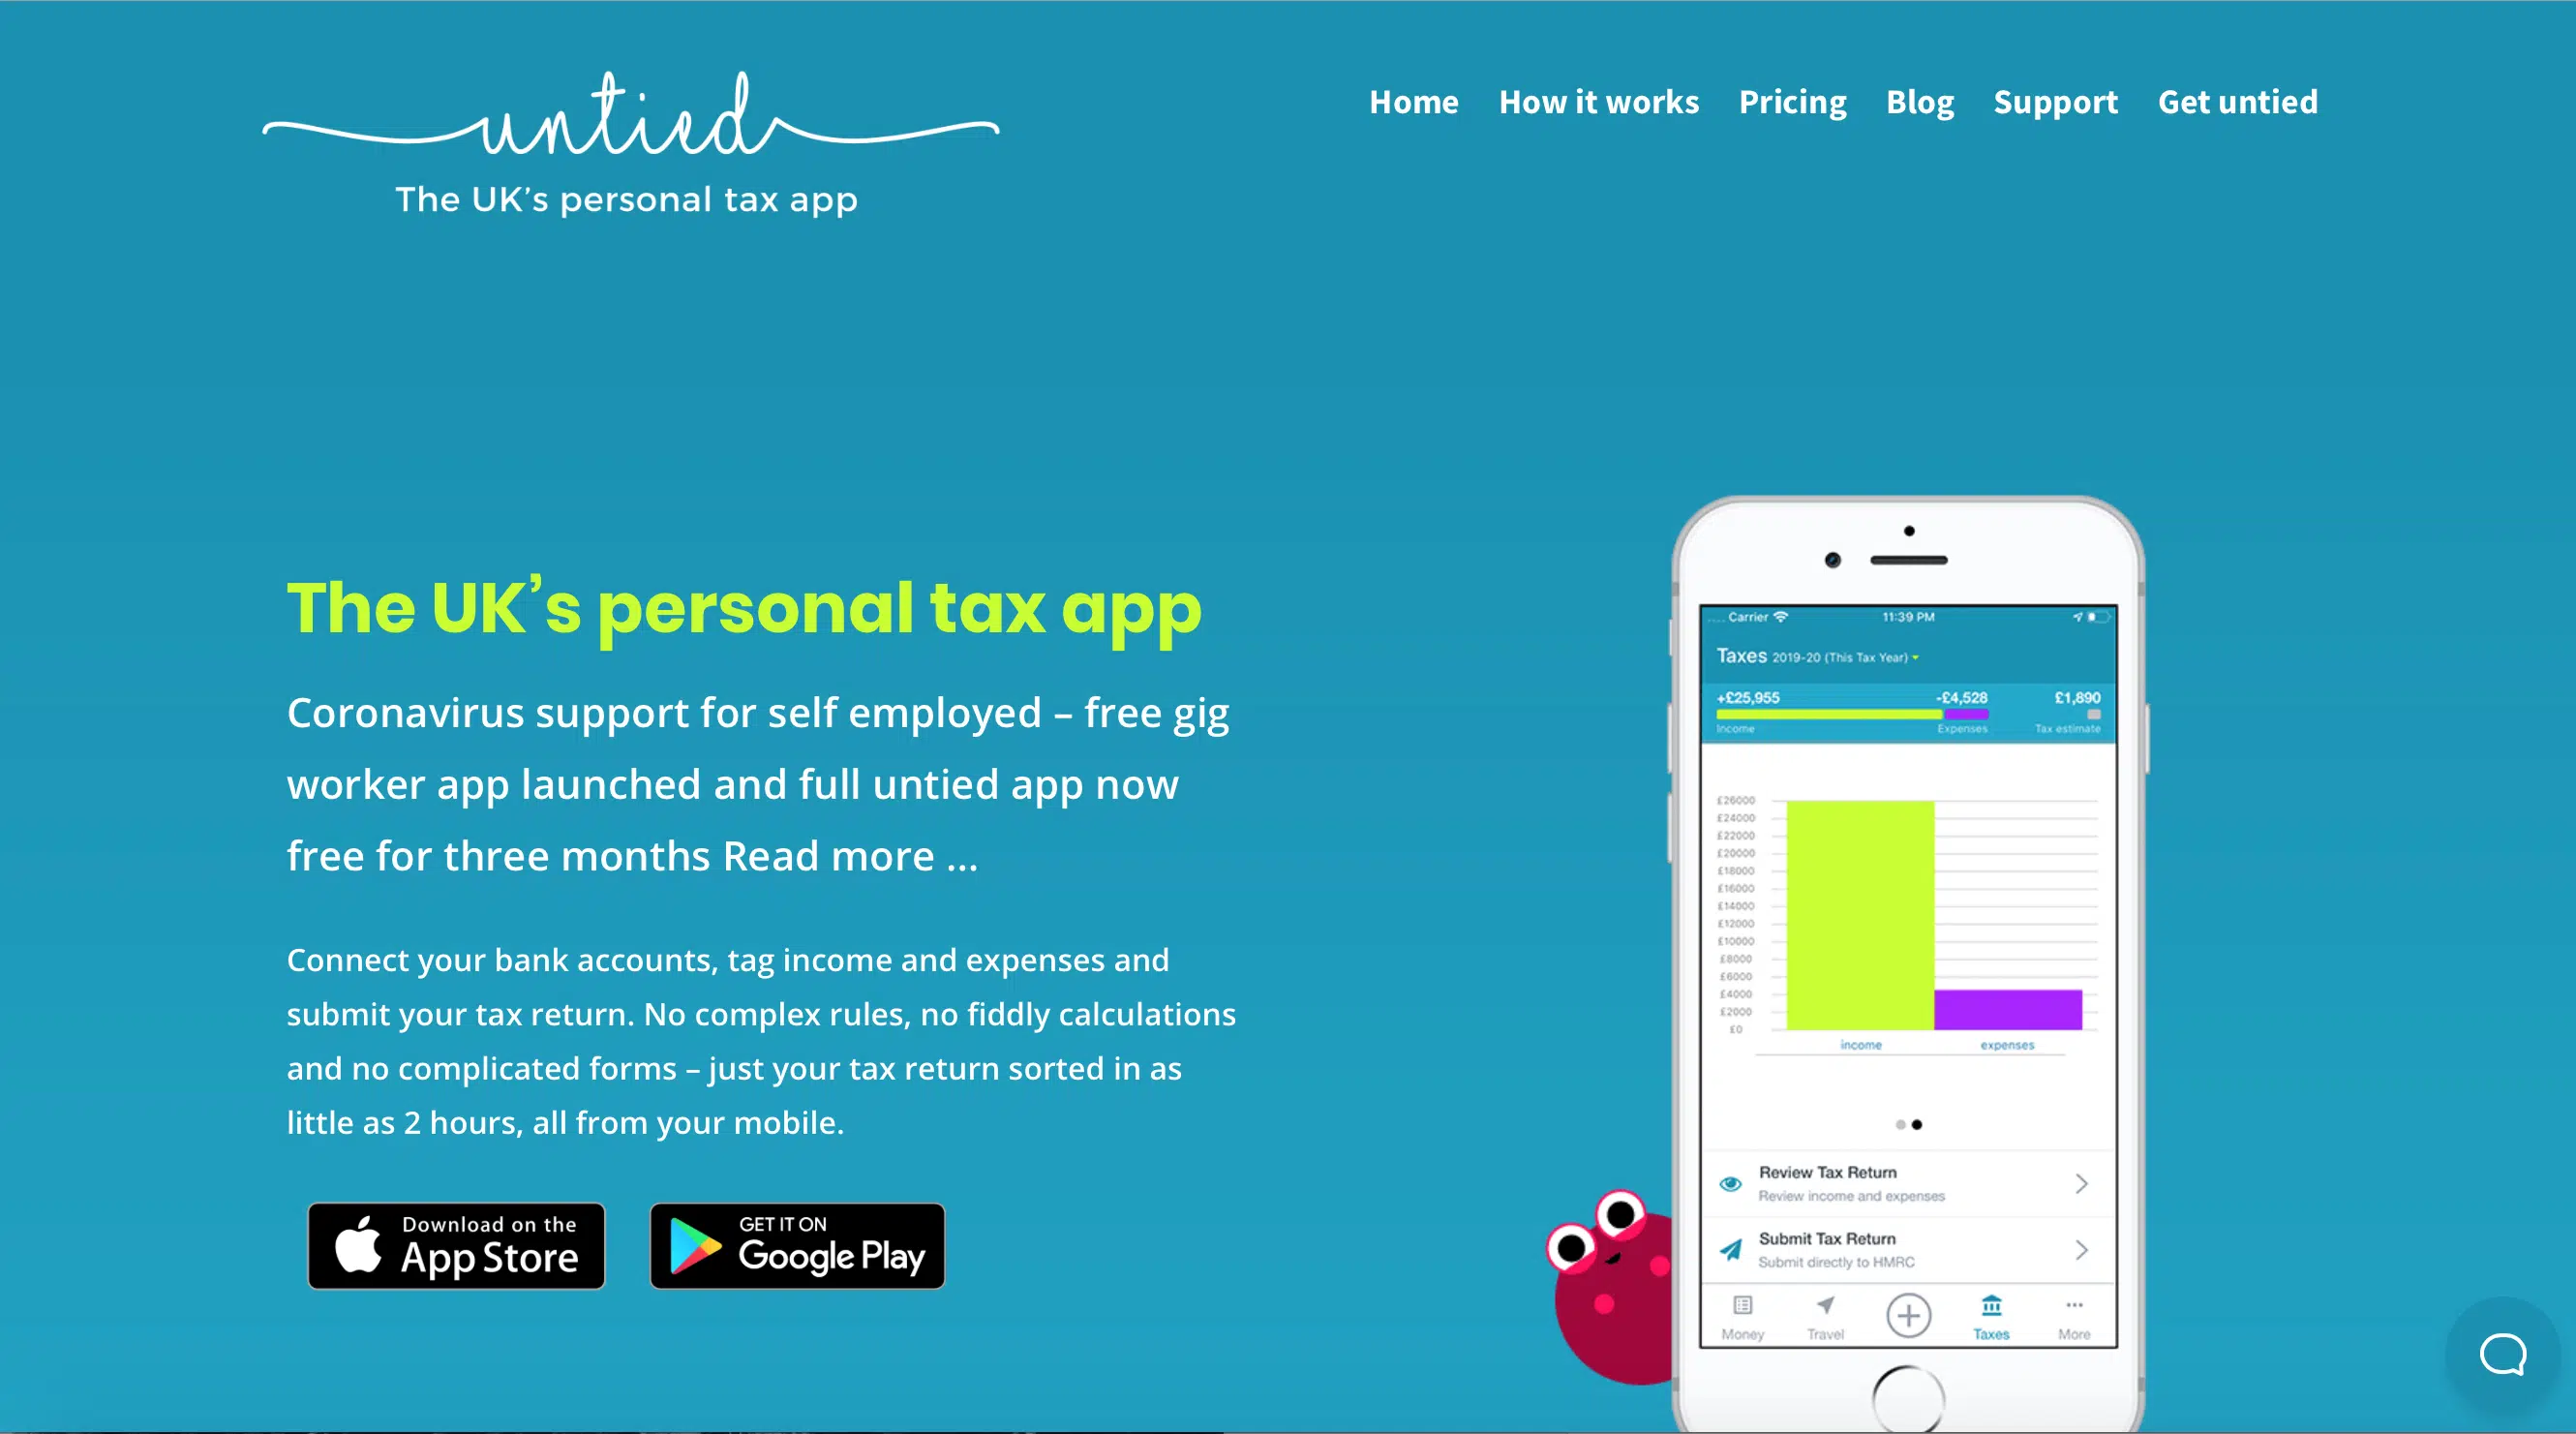 untied
The UK's personal tax app
Home How it works Pricing Blog Support Get untied
The UK's personal tax app
Coronavirus support for self employed – free gig
worker app launched and full untied app now
free for three months Read more ...
Connect your bank accounts, tag income and expenses and
submit your tax return. No complex rules, no fiddly calculations
and no complicated forms – just your tax return sorted in as
little as 2 hours, all from your mobile.
Download on the
App Store
GET IT ON
Google Play
Carrier 11:39 PM
Taxes 2019-20 (This Tax Year)
+£25,955 -£4,528 £1,890
Income Expenses Tax estimate
£26000
£24000
£22000
£20000
£18000
£16000
£14000
£12000
£10000
£8000
£6000
£4000
£2000
£0
income expenses
Review Tax Return
Review income and expenses
Submit Tax Return
Submit directly to HMRC
Money Travel Taxes More